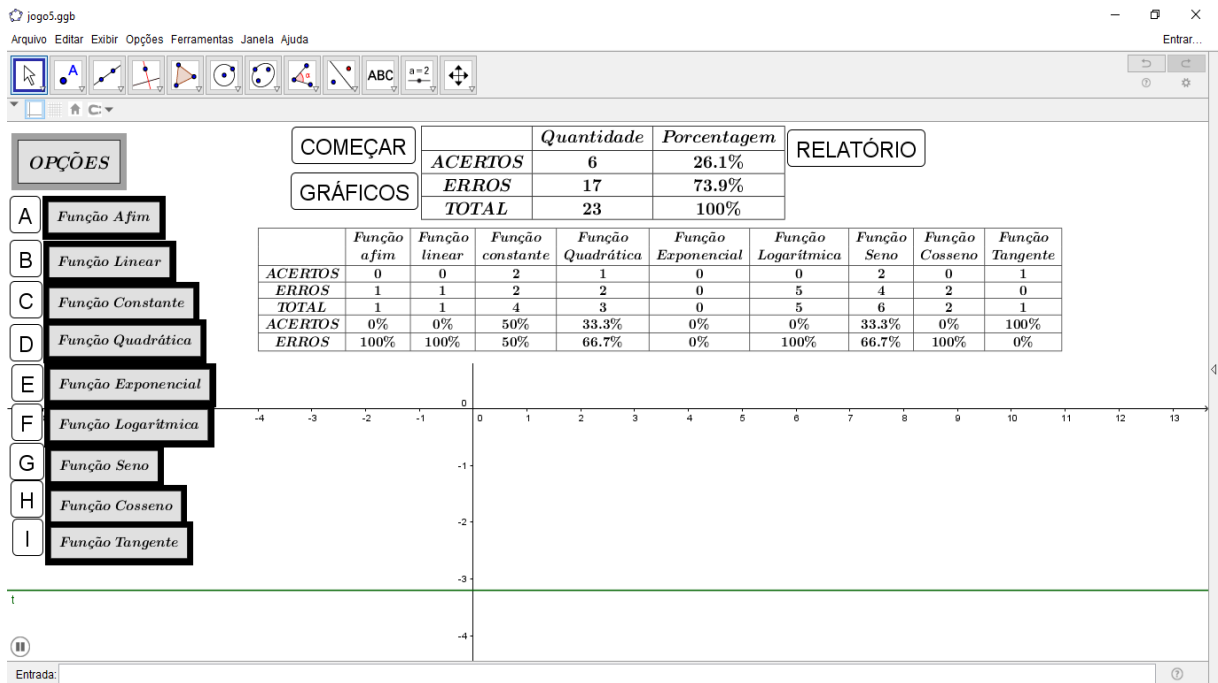 jogo5.ggb
Arquivo Editar Exibir Opções Ferramentas Janela Ajuda Entrar...
A ABC a=2
OPÇÕES
COMEÇAR
GRÁFICOS
Quantidade Porcentagem
ACERTOS 6 26.1%
ERROS 17 73.9%
TOTAL 23 100%
RELATÓRIO
A Função Afim
B Função Linear
C Função Constante
D Função Quadrática
E Função Exponencial
F Função Logarítmica
G Função Seno
H Função Cosseno
I Função Tangente
Função Função Função Função Função Função Função Função Função
afim linear constante Quadrática Exponencial Logarítmica Seno Cosseno Tangente
ACERTOS 0 0 2 1 0 0 2 0 1
ERROS 1 1 2 2 0 5 4 2 0
TOTAL 1 1 4 3 0 5 6 2 1
ACERTOS 0% 0% 50% 33.3% 0% 0% 33.3% 0% 100%
ERROS 100% 100% 50% 66.7% 0% 100% 66.7% 100% 0%
0
-4 -3 -2 -1 0 1 2 3 4 5 6 7 8 9 10 11 12 13
-1
-2
-3
t
-4
Entrada: